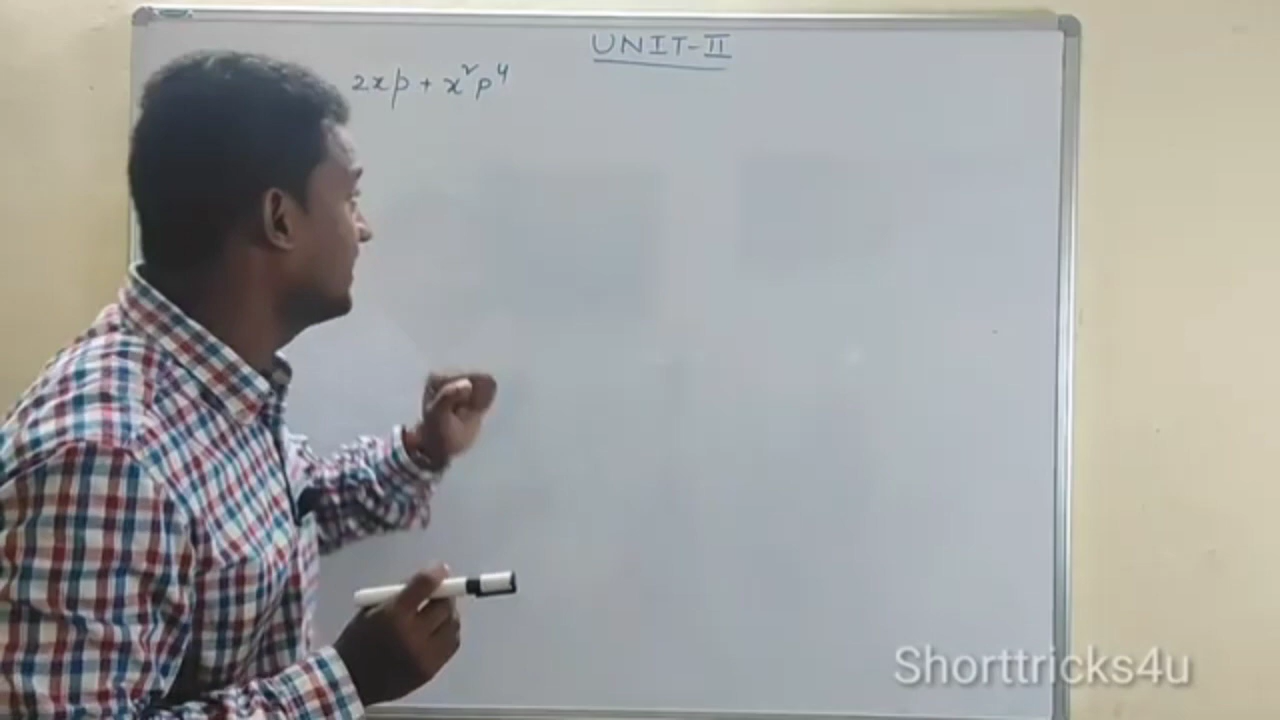 UNIT-II
2xp + x²p⁴
Shorttricks4u